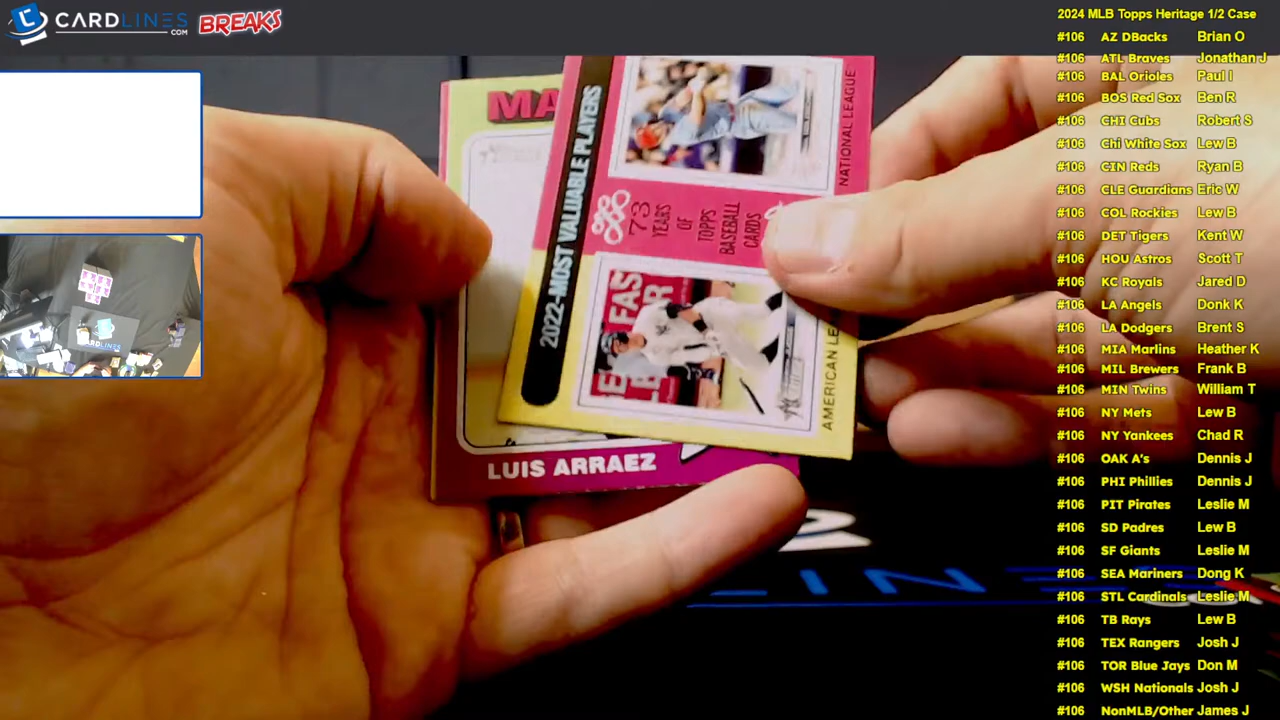 CARDLINES
.COM
BREAKS
2024 MLB Topps Heritage 1/2 Case
#106 AZ DBacks Brian O
#106 ATL Braves Jonathan J
#106 BAL Orioles Paul I
#106 BOS Red Sox Ben R
#106 CHI Cubs Robert S
#106 Chi White Sox Lew B
#106 CIN Reds Ryan B
#106 CLE Guardians Eric W
#106 COL Rockies Lew B
#106 DET Tigers Kent W
#106 HOU Astros Scott T
#106 KC Royals Jared D
#106 LA Angels Donk K
#106 LA Dodgers Brent S
#106 MIA Marlins Heather K
#106 MIL Brewers Frank B
#106 MIN Twins William T
#106 NY Mets Lew B
#106 NY Yankees Chad R
#106 OAK A's Dennis J
#106 PHI Phillies Dennis J
#106 PIT Pirates Leslie M
#106 SD Padres Lew B
#106 SF Giants Leslie M
#106 SEA Mariners Dong K
#106 STL Cardinals Leslie M
#106 TB Rays Lew B
#106 TEX Rangers Josh J
#106 TOR Blue Jays Don M
#106 WSH Nationals Josh J
#106 NonMLB/Other James J
MA
2022-MOST VALUABLE PLAYERS
NATIONAL LEAGUE
73
YEARS
OF
TOPPS
BASEBALL
CARDS
AMERICAN LE
LUIS ARRAEZ
LINE